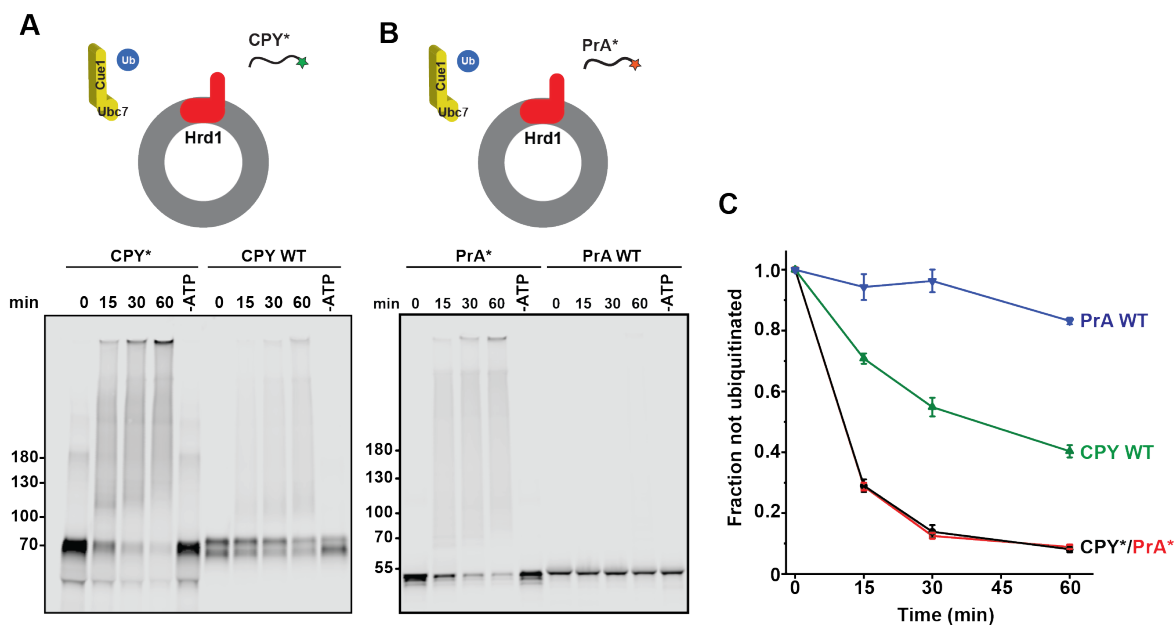 A
CPY*
Cue1
Ub
Ubc7
Hrd1
CPY* CPY WT
min 0 15 30 60 -ATP 0 15 30 60 -ATP
180
130
100
70
B
PrA*
Cue1
Ub
Ubc7
Hrd1
PrA* PrA WT
min 0 15 30 60 -ATP 0 15 30 60 -ATP
180
130
100
70
55
C
Fraction not ubiquitinated
1.0
0.8
0.6
0.4
0.2
0
PrA WT
CPY WT
CPY*/PrA*
0 15 30 45 60
Time (min)